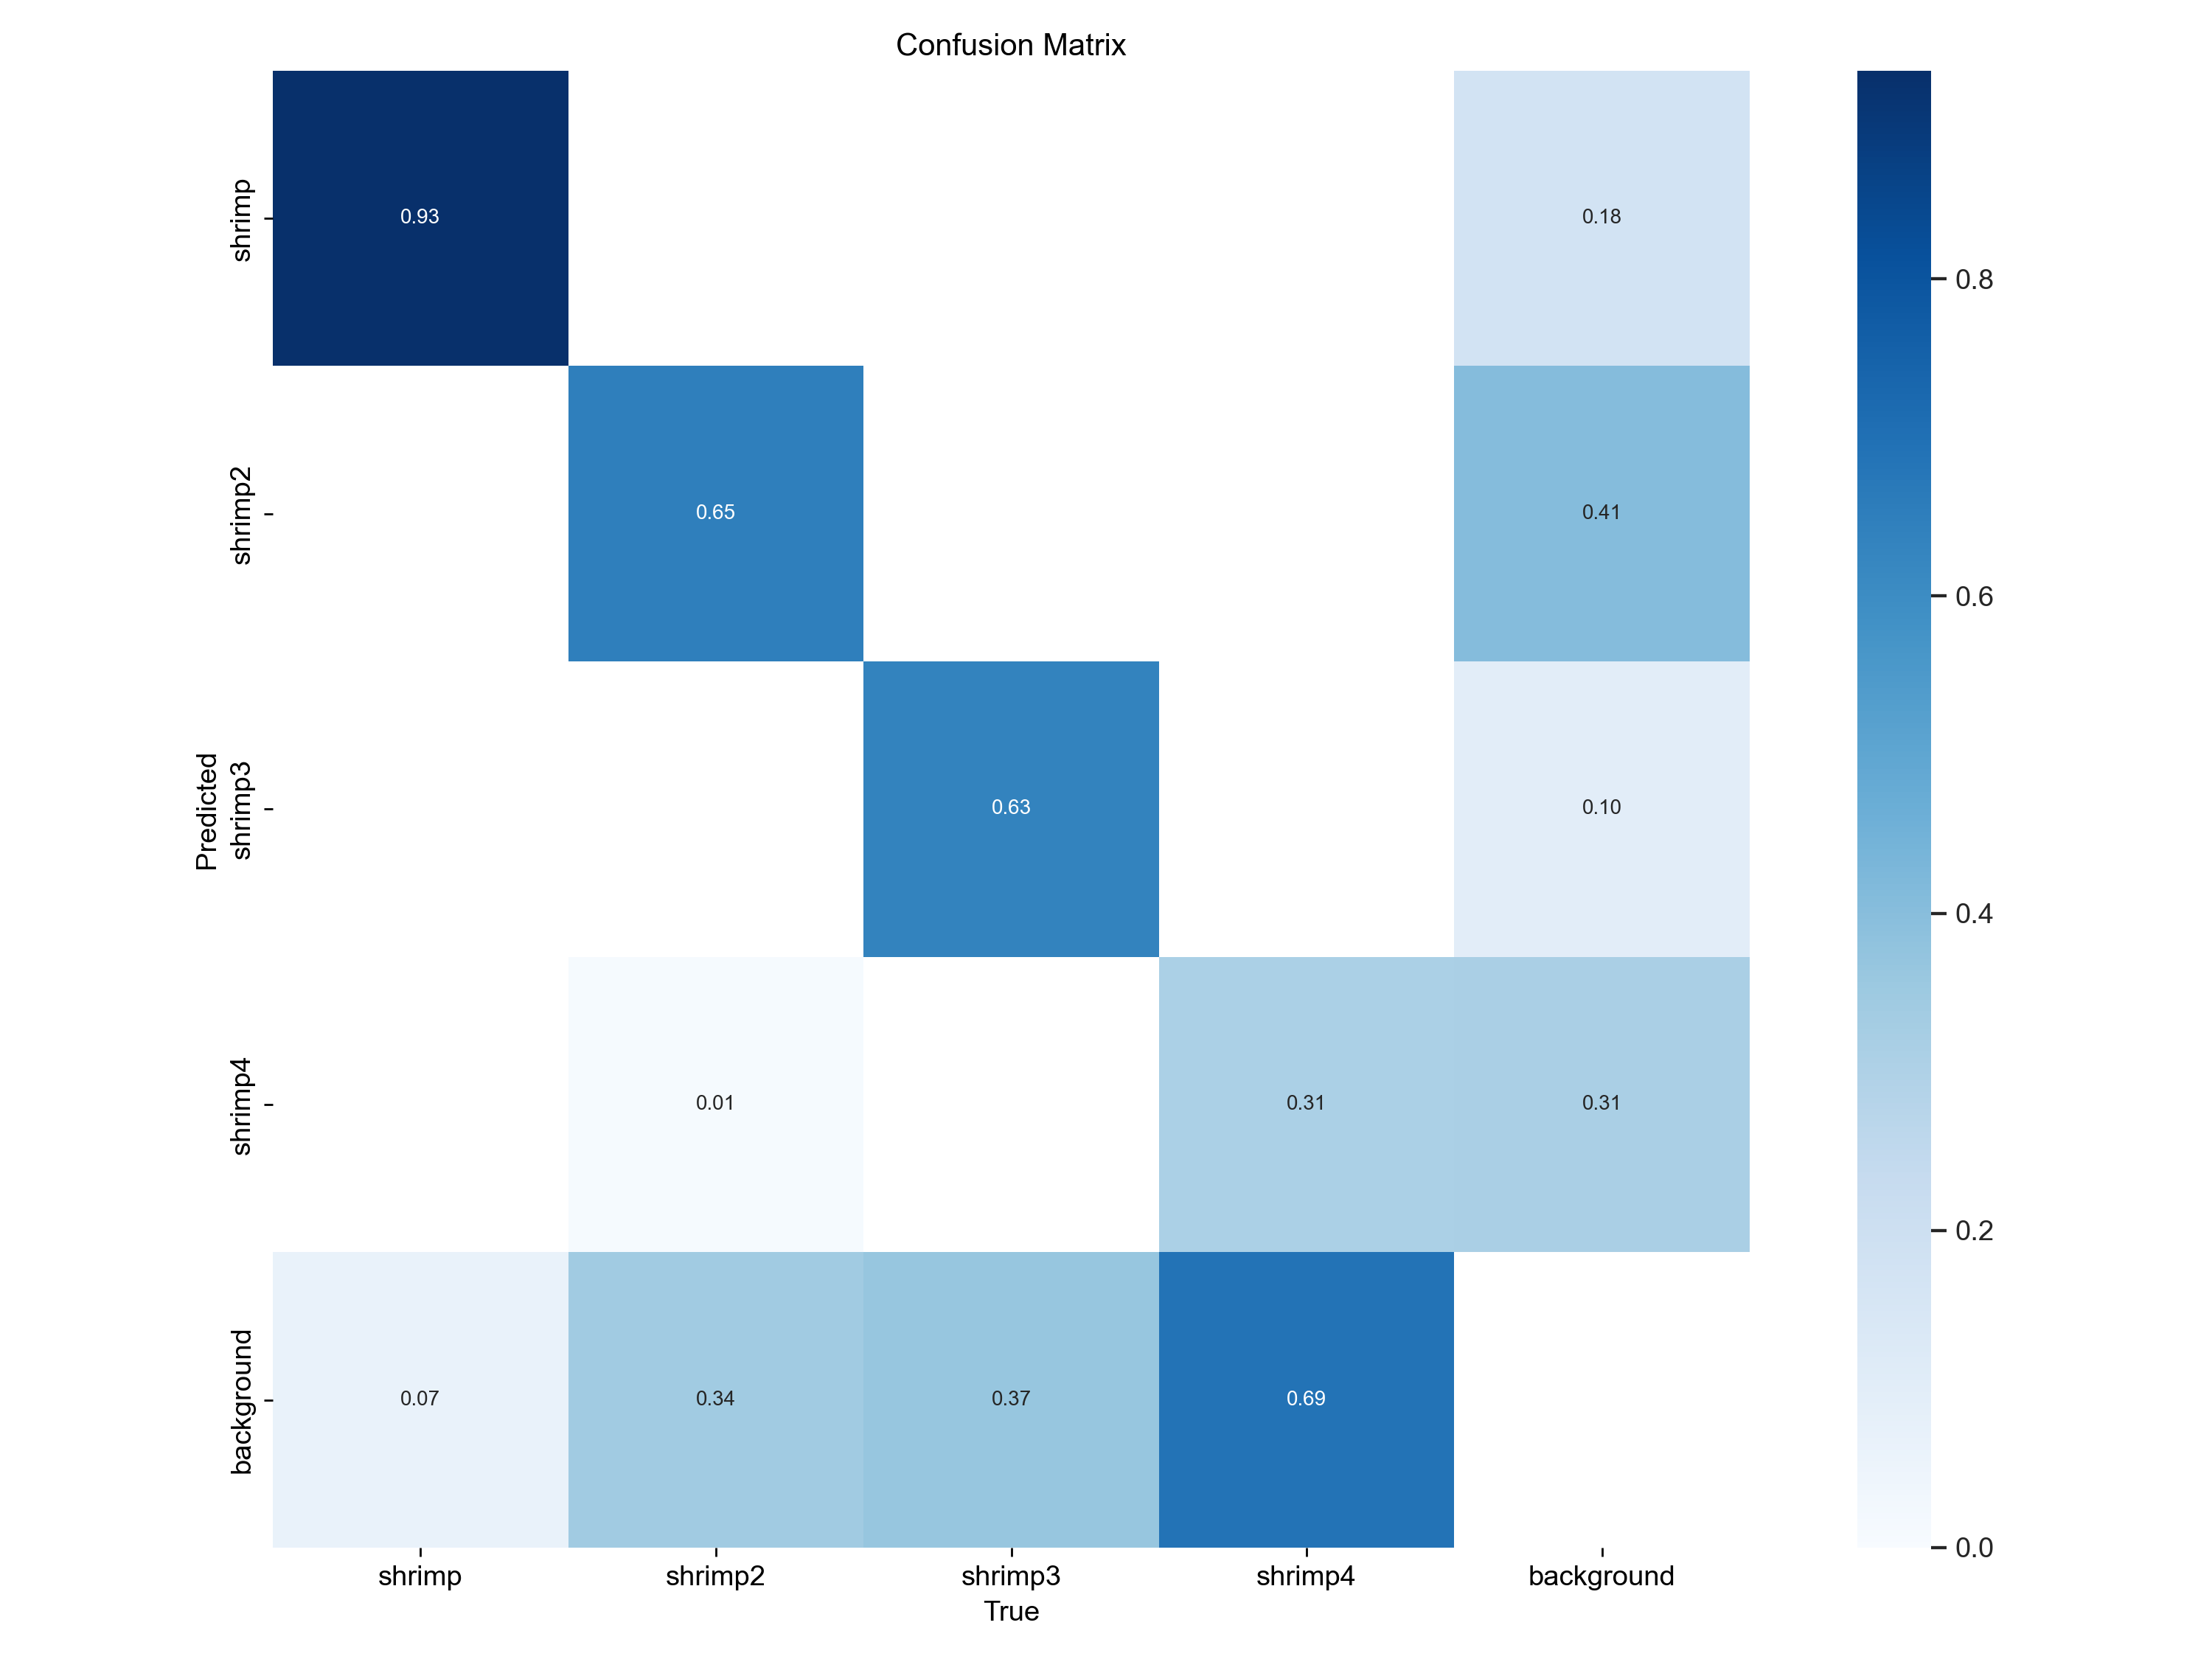 Confusion Matrix
shrimp
0.93
0.18
0.8
shrimp2
0.65
0.41
0.6
Predicted
shrimp3
0.63
0.10
0.4
shrimp4
0.01
0.31
0.31
0.2
background
0.07
0.34
0.37
0.69
0.0
shrimp
shrimp2
shrimp3
shrimp4
background
True